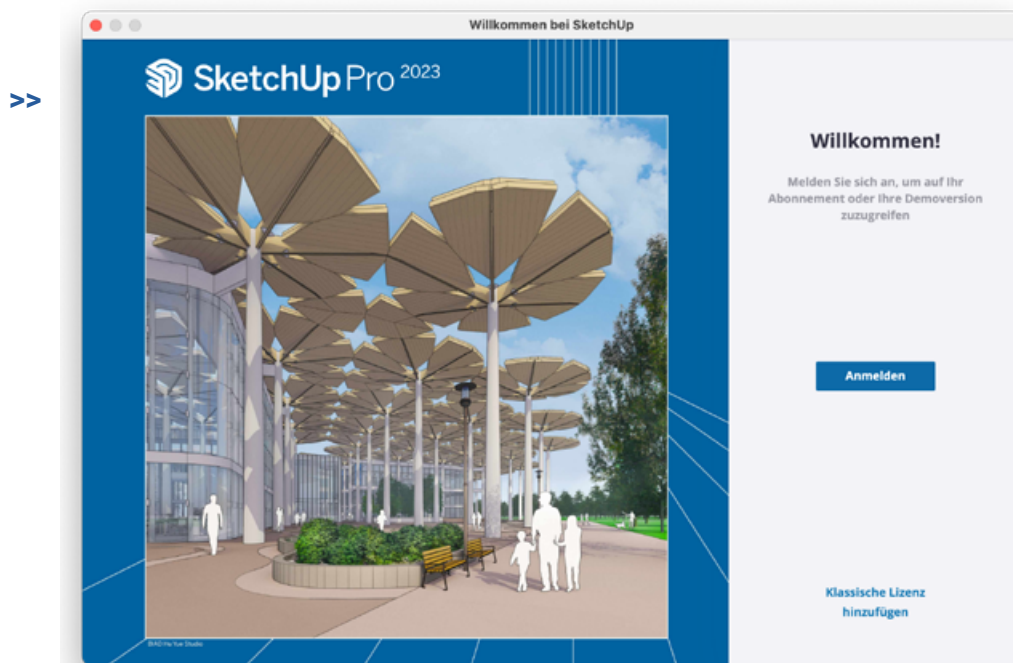 Willkommen bei SketchUp
>>
SketchUp Pro 2023
Willkommen!
Melden Sie sich an, um auf Ihr
Abonnement oder Ihre Demoversion
zuzugreifen
Anmelden
Klassische Lizenz
hinzufügen